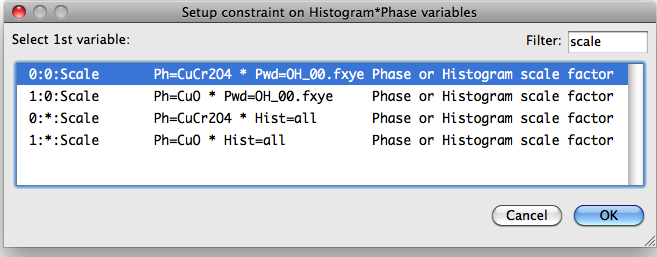 Setup constraint on Histogram*Phase variables
Select 1st variable: Filter: scale
0:0:Scale Ph=CuCr2O4 * Pwd=OH_00.fxye Phase or Histogram scale factor
1:0:Scale Ph=CuO * Pwd=OH_00.fxye Phase or Histogram scale factor
0:*:Scale Ph=CuCr2O4 * Hist=all Phase or Histogram scale factor
1:*:Scale Ph=CuO * Hist=all Phase or Histogram scale factor
Cancel OK